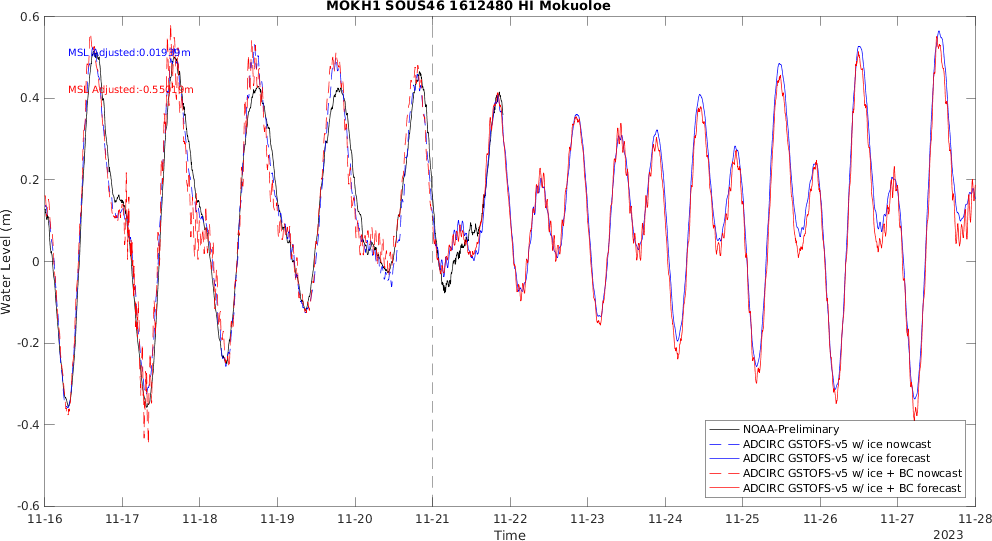 MOKH1 SOUS46 1612480 HI Mokuoloe
MSL Adjusted:0.01939m
MSL Adjusted:-0.55219m
Water Level (m)
0.6
0.4
0.2
0
-0.2
-0.4
-0.6
NOAA-Preliminary
ADCIRC GSTOFS-v5 w/ ice nowcast
ADCIRC GSTOFS-v5 w/ ice forecast
ADCIRC GSTOFS-v5 w/ ice + BC nowcast
ADCIRC GSTOFS-v5 w/ ice + BC forecast
11-16 11-17 11-18 11-19 11-20 11-21 11-22 11-23 11-24 11-25 11-26 11-27 11-28
Time
2023